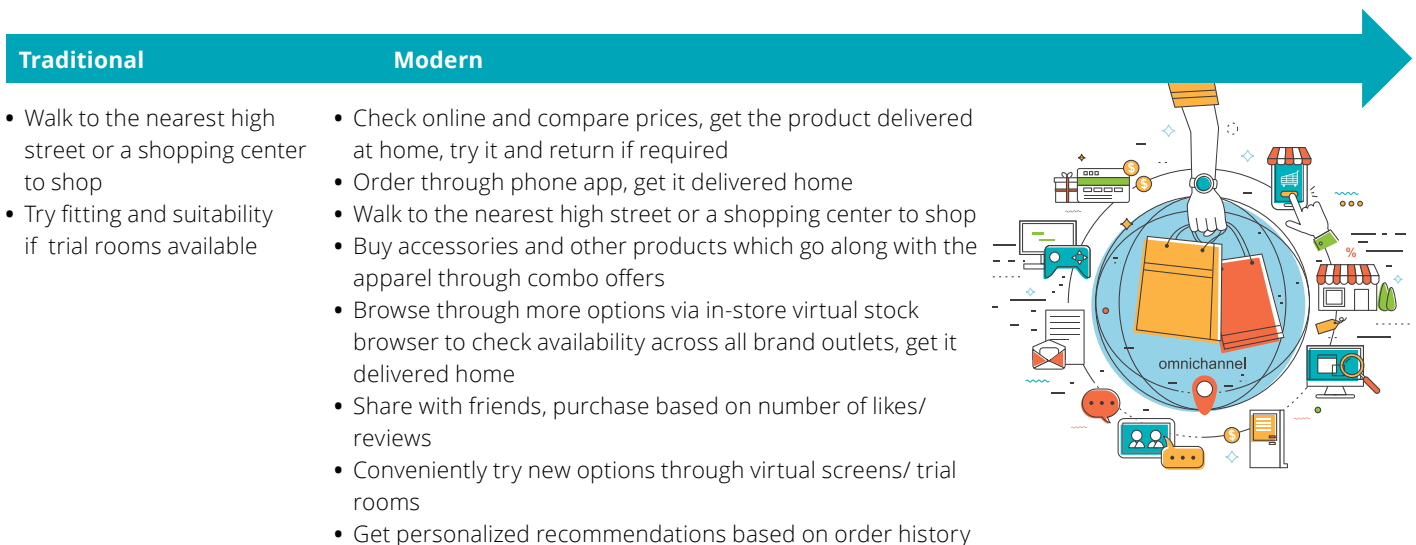 Traditional
Modern
• Walk to the nearest high
street or a shopping center
to shop
• Try fitting and suitability
if trial rooms available
• Check online and compare prices, get the product delivered
at home, try it and return if required
• Order through phone app, get it delivered home
• Walk to the nearest high street or a shopping center to shop
• Buy accessories and other products which go along with the
apparel through combo offers
• Browse through more options via in-store virtual stock
browser to check availability across all brand outlets, get it
delivered home
• Share with friends, purchase based on number of likes/
reviews
• Conveniently try new options through virtual screens/ trial
rooms
• Get personalized recommendations based on order history
$
$
%
omnichannel
$